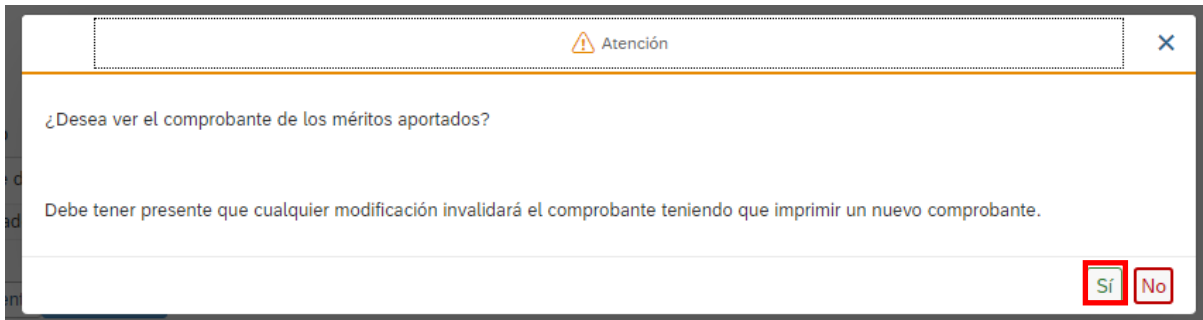 Atención
¿Desea ver el comprobante de los méritos aportados?
Debe tener presente que cualquier modificación invalidará el comprobante teniendo que imprimir un nuevo comprobante.
Sí No